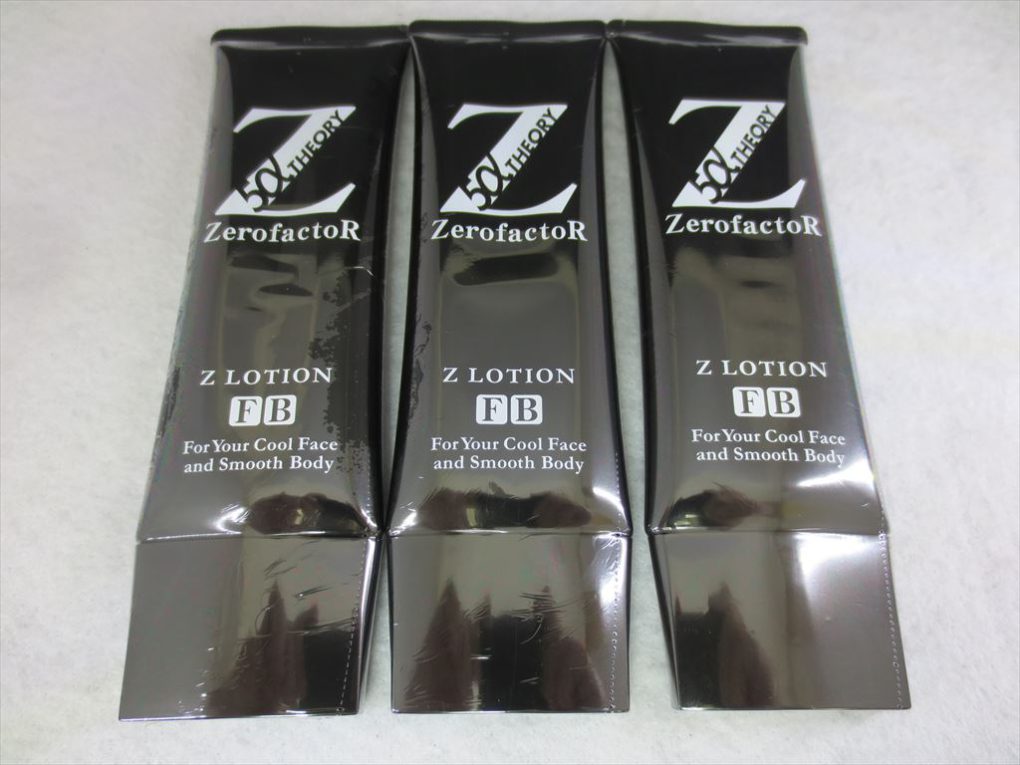 Z
5α THEORY
ZerofactoR
Z LOTION
FB
For Your Cool Face
and Smooth Body
Z
5α THEORY
ZerofactoR
Z LOTION
FB
For Your Cool Face
and Smooth Body
Z
5α THEORY
ZerofactoR
Z LOTION
FB
For Your Cool Face
and Smooth Body